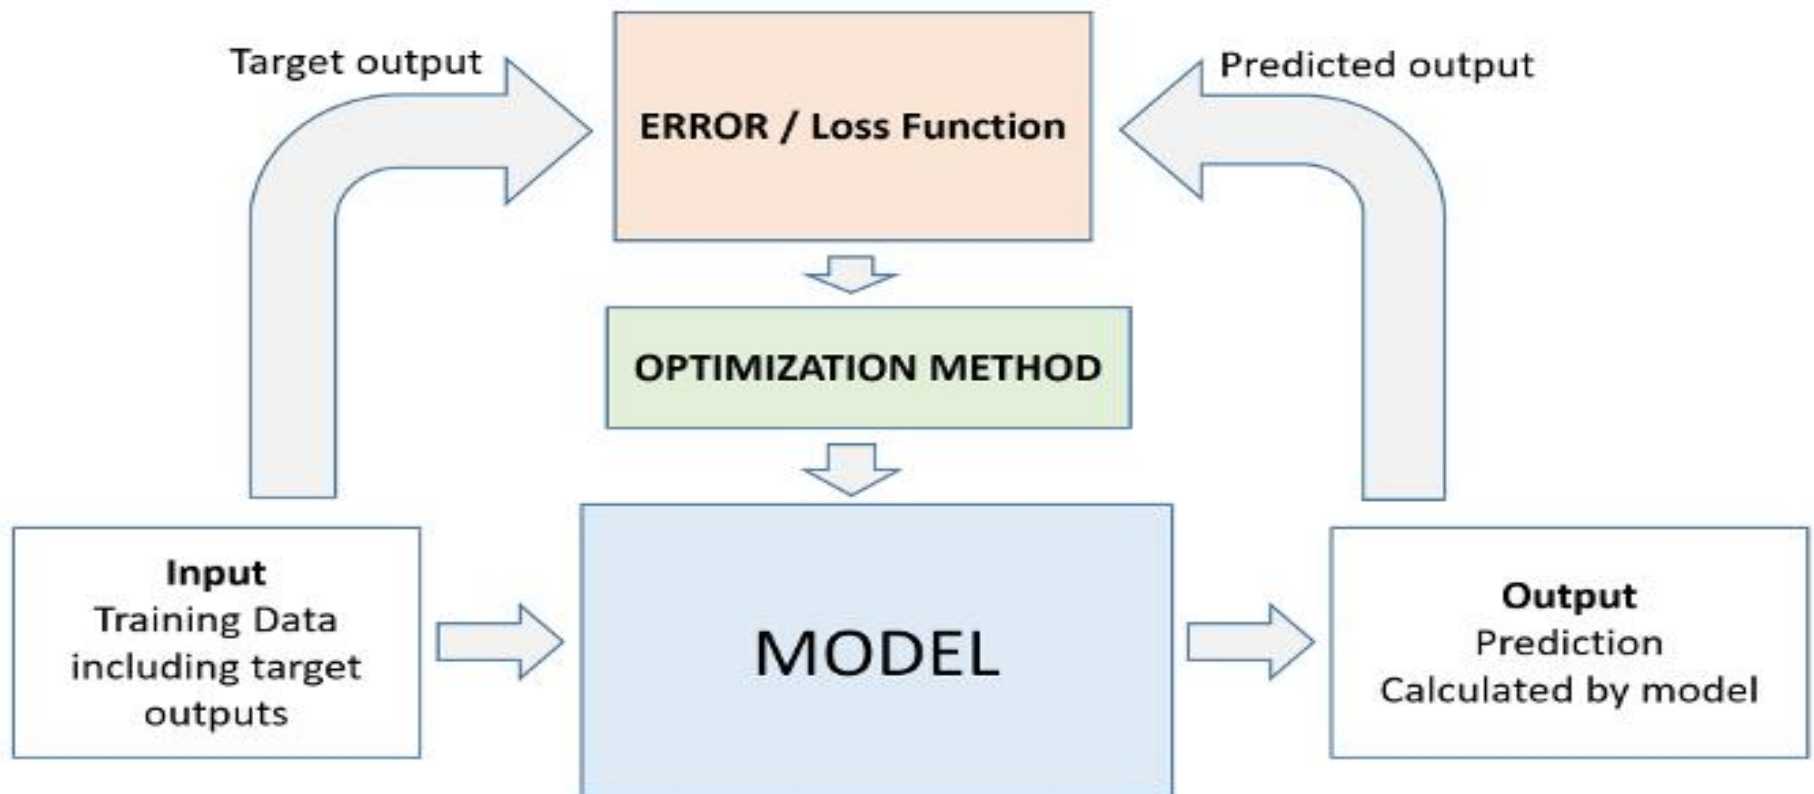 Target output
Predicted output
ERROR / Loss Function
OPTIMIZATION METHOD
Input
Training Data
including target
outputs
MODEL
Output
Prediction
Calculated by model